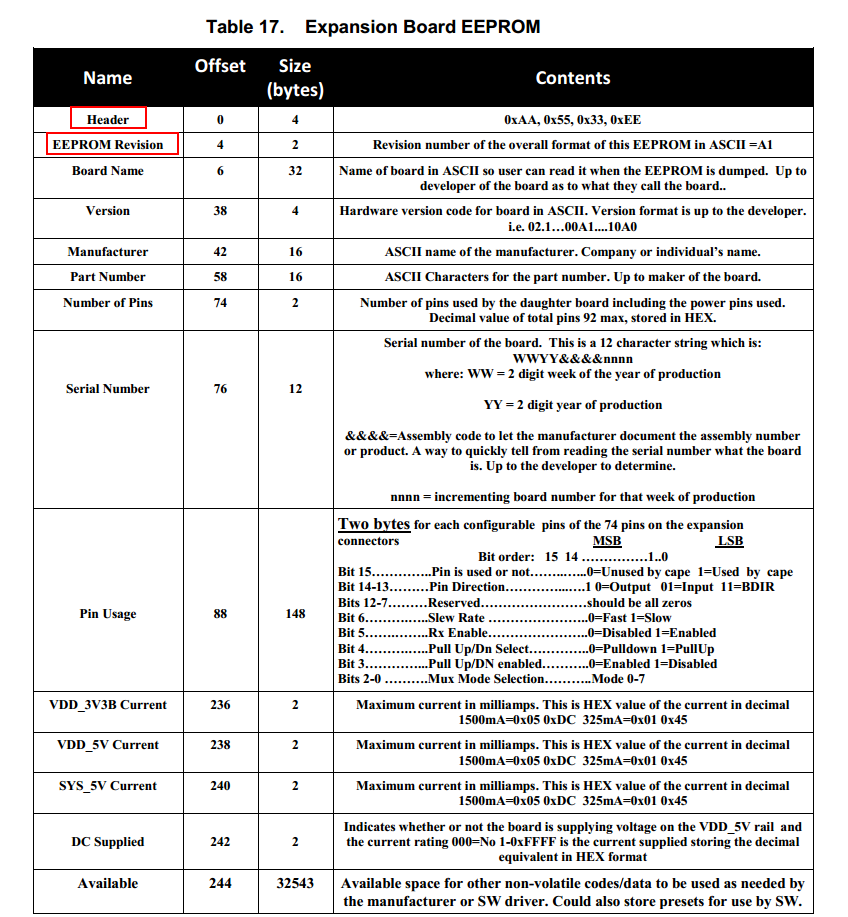 Table 17. Expansion Board EEPROM
Name Offset Size (bytes) Contents
Header 0 4 0xAA, 0x55, 0x33, 0xEE
EEPROM Revision 4 2 Revision number of the overall format of this EEPROM in ASCII =A1
Board Name 6 32 Name of board in ASCII so user can read it when the EEPROM is dumped. Up to
developer of the board as to what they call the board..
Version 38 4 Hardware version code for board in ASCII. Version format is up to the developer.
i.e. 02.1…00A1....10A0
Manufacturer 42 16 ASCII name of the manufacturer. Company or individual's name.
Part Number 58 16 ASCII Characters for the part number. Up to maker of the board.
Number of Pins 74 2 Number of pins used by the daughter board including the power pins used.
Decimal value of total pins 92 max, stored in HEX.
Serial Number 76 12 Serial number of the board. This is a 12 character string which is:
WWYY&&&&nnnn
where: WW = 2 digit week of the year of production
YY = 2 digit year of production
&&&&=Assembly code to let the manufacturer document the assembly number
or product. A way to quickly tell from reading the serial number what the board
is. Up to the developer to determine.
nnnn = incrementing board number for that week of production
Pin Usage 88 148 Two bytes for each configurable pins of the 74 pins on the expansion
connectors MSB LSB
Bit order: 15 14 ……………1..0
Bit 15…………..Pin is used or not……..…..0=Unused by cape 1=Used by cape
Bit 14-13………Pin Direction…………..…..1 0=Output 01=Input 11=BDIR
Bits 12-7………Reserved……………………should be all zeros
Bit 6……….…..Slew Rate …………………..0=Fast 1=Slow
Bit 5……….…..Rx Enable…………………..0=Disabled 1=Enabled
Bit 4……….…..Pull Up/Dn Select…………..0=Pulldown 1=PullUp
Bit 3……….…..Pull Up/DN enabled………..0=Enabled 1=Disabled
Bits 2-0 ……….Mux Mode Selection………..Mode 0-7
VDD_3V3B Current 236 2 Maximum current in milliamps. This is HEX value of the current in decimal
1500mA=0x05 0xDC 325mA=0x01 0x45
VDD_5V Current 238 2 Maximum current in milliamps. This is HEX value of the current in decimal
1500mA=0x05 0xDC 325mA=0x01 0x45
SYS_5V Current 240 2 Maximum current in milliamps. This is HEX value of the current in decimal
1500mA=0x05 0xDC 325mA=0x01 0x45
DC Supplied 242 2 Indicates whether or not the board is supplying voltage on the VDD_5V rail and
the current rating 000=No 1-0xFFFF is the current supplied storing the decimal
equivalent in HEX format
Available 244 32543 Available space for other non-volatile codes/data to be used as needed by
the manufacturer or SW driver. Could also store presets for use by SW.